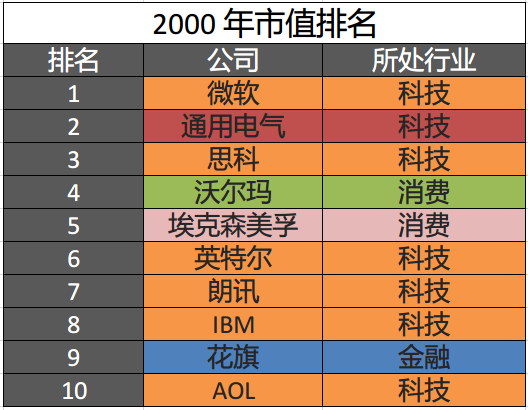 2000 年市值排名
排名 公司 所处行业
1 微软 科技
2 通用电气 科技
3 思科 科技
4 沃尔玛 消费
5 埃克森美孚 消费
6 英特尔 科技
7 朗讯 科技
8 IBM 科技
9 花旗 金融
10 AOL 科技